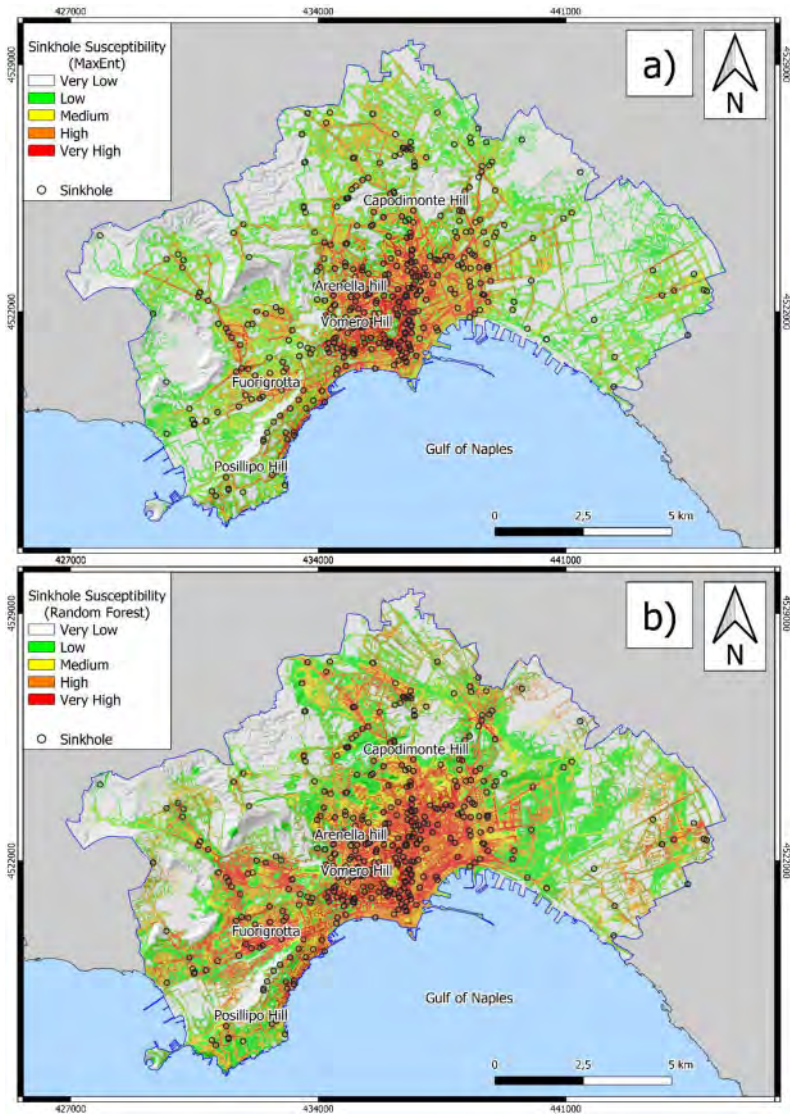 427000 434000 441000
Sinkhole Susceptibility
(MaxEnt)
Very Low
Low
Medium
High
Very High
Sinkhole
a)
N
4529000 4529000
Capodimonte Hill
Arenella hill
Vomero Hill
4522000 4522000
Fuorigrotta
Posillipo Hill
Gulf of Naples
0 2,5 5 km
427000 434000 441000
Sinkhole Susceptibility
(Random Forest)
Very Low
Low
Medium
High
Very High
Sinkhole
b)
N
4529000 4529000
Capodimonte Hill
Arenella hill
Vomero Hill
4522000 4522000
Fuorigrotta
Posillipo Hill
Gulf of Naples
0 2,5 5 km
427000 434000 441000